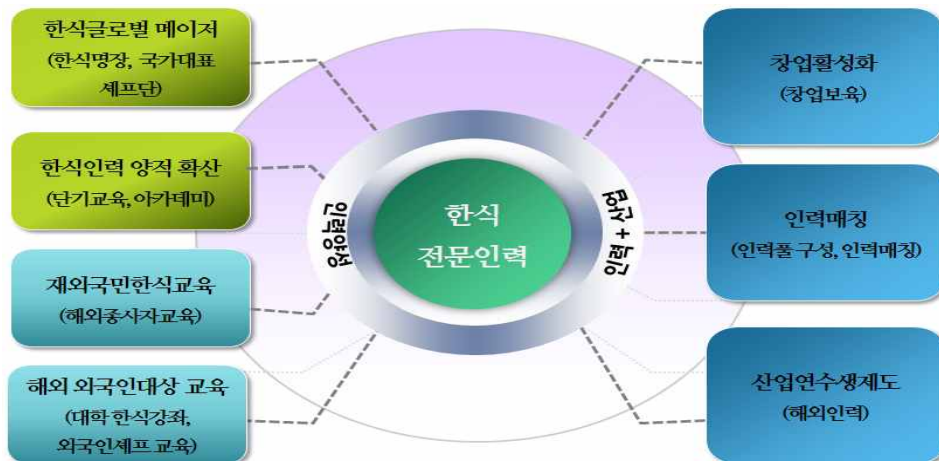 한식글로벌 메이저
(한식명장, 국가대표
셰프단)
한식인력 양적 확산
(단기교육, 아카데미)
재외국민한식교육
(해외종사자교육)
해외 외국인대상 교육
(대학 한식강좌,
외국인셰프 교육)
인력양성
한식
전문인력
인력 + 산업
창업활성화
(창업보육)
인력매칭
(인력풀 구성, 인력매칭)
산업연수생제도
(해외인력)